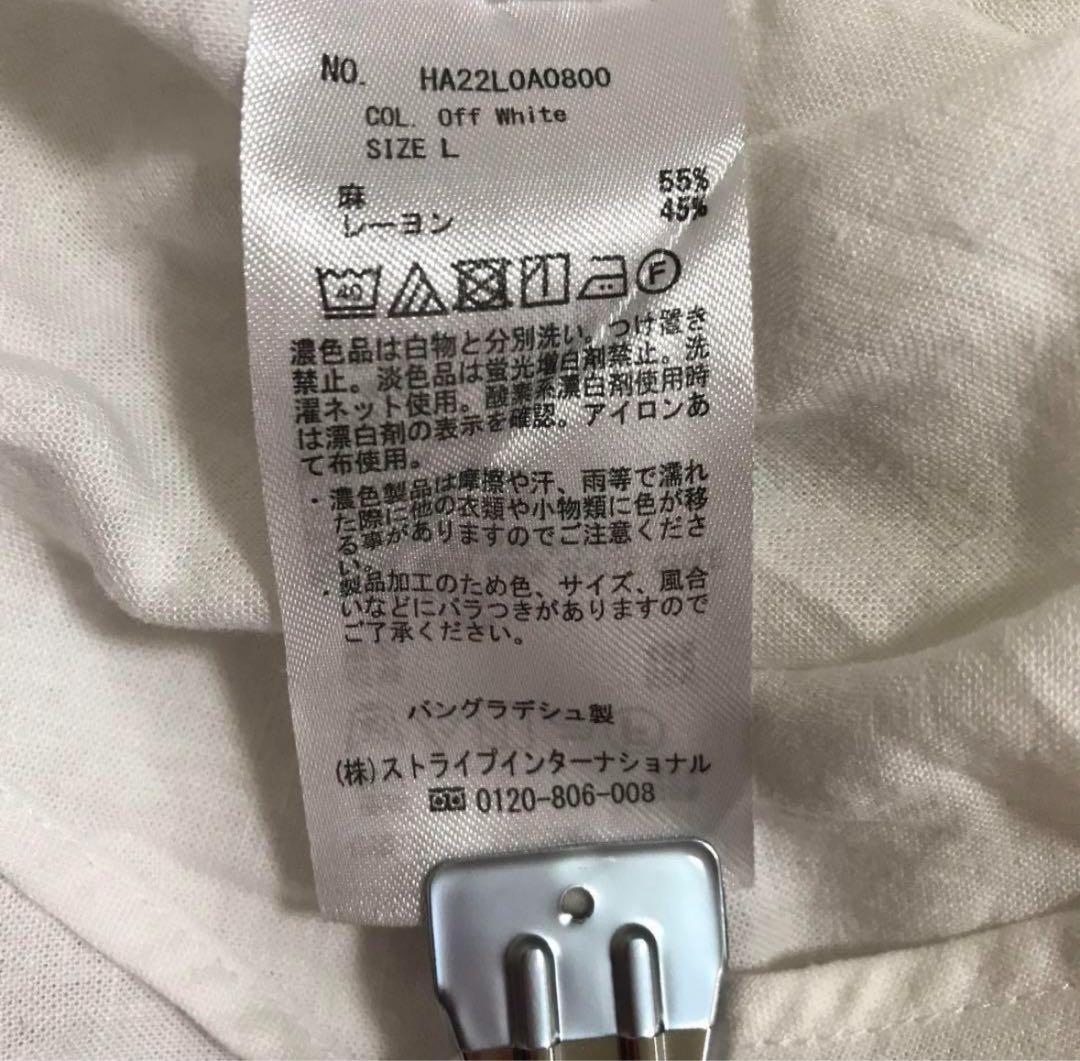 NO. HA22L0A0800
COL. Off White
SIZE L
麻 55%
レーヨン 45%
40 F
濃色品は白物と分別洗い。つけ置き
禁止。淡色品は蛍光増白剤禁止。洗
濯ネット使用。酸素系漂白剤使用時
は漂白剤の表示を確認。アイロンあ
て布使用。
・濃色製品は摩擦や汗、雨等で濡れ
た際に他の衣類や小物類に色が移
る事がありますのでご注意くださ
い。
・製品加工のため色、サイズ、風合
いなどにバラつきがありますので
ご了承ください。
バングラデシュ製
(株)ストライプインターナショナル
0120-806-008